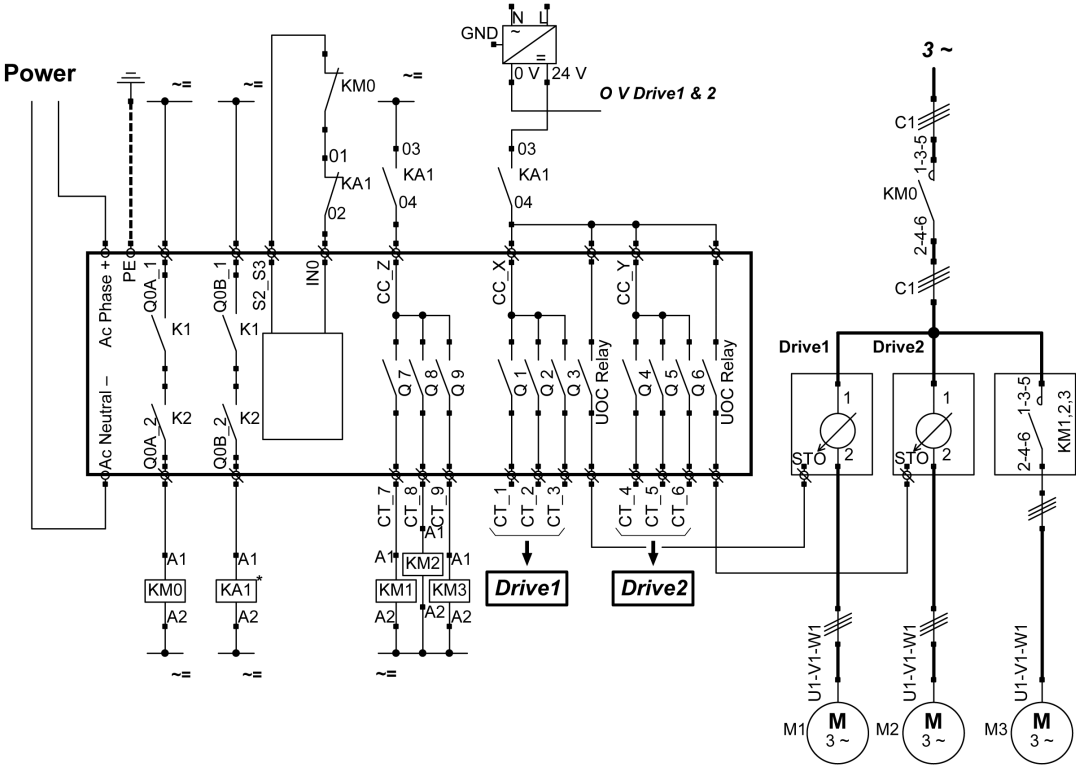 Power
~=
~=
~=
N
L
GND
~
=
0 V
24 V
O V Drive1 & 2
3 ~
KM0
01
KA1
02
03
KA1
04
03
KA1
04
C1
1-3-5
KM0
2-4-6
C1
Ac Phase +
PE
Q0A_1
Q0B_1
S2_S3
IN0
CC_Z
CC_X
CC_Y
K1
K1
Q 7
Q 8
Q 9
Q 1
Q 2
Q 3
UOC Relay
Q 4
Q 5
Q 6
UOC Relay
Ac Neutral –
Q0A_2
K2
Q0B_2
K2
Drive1
Drive2
1
STO
2
1
STO
2
1-3-5
2-4-6
KM1,2,3
CT_7
CT_8
CT_9
CT_1
CT_2
CT_3
CT_4
CT_5
CT_6
A1
KM0
A2
A1
KA1*
A2
A1
KM1
A2
A1
KM2
A2
A1
KM3
A2
Drive1
Drive2
~=
~=
~=
U1-V1-W1
U1-V1-W1
U1-V1-W1
M1
M
3 ~
M2
M
3 ~
M3
M
3 ~